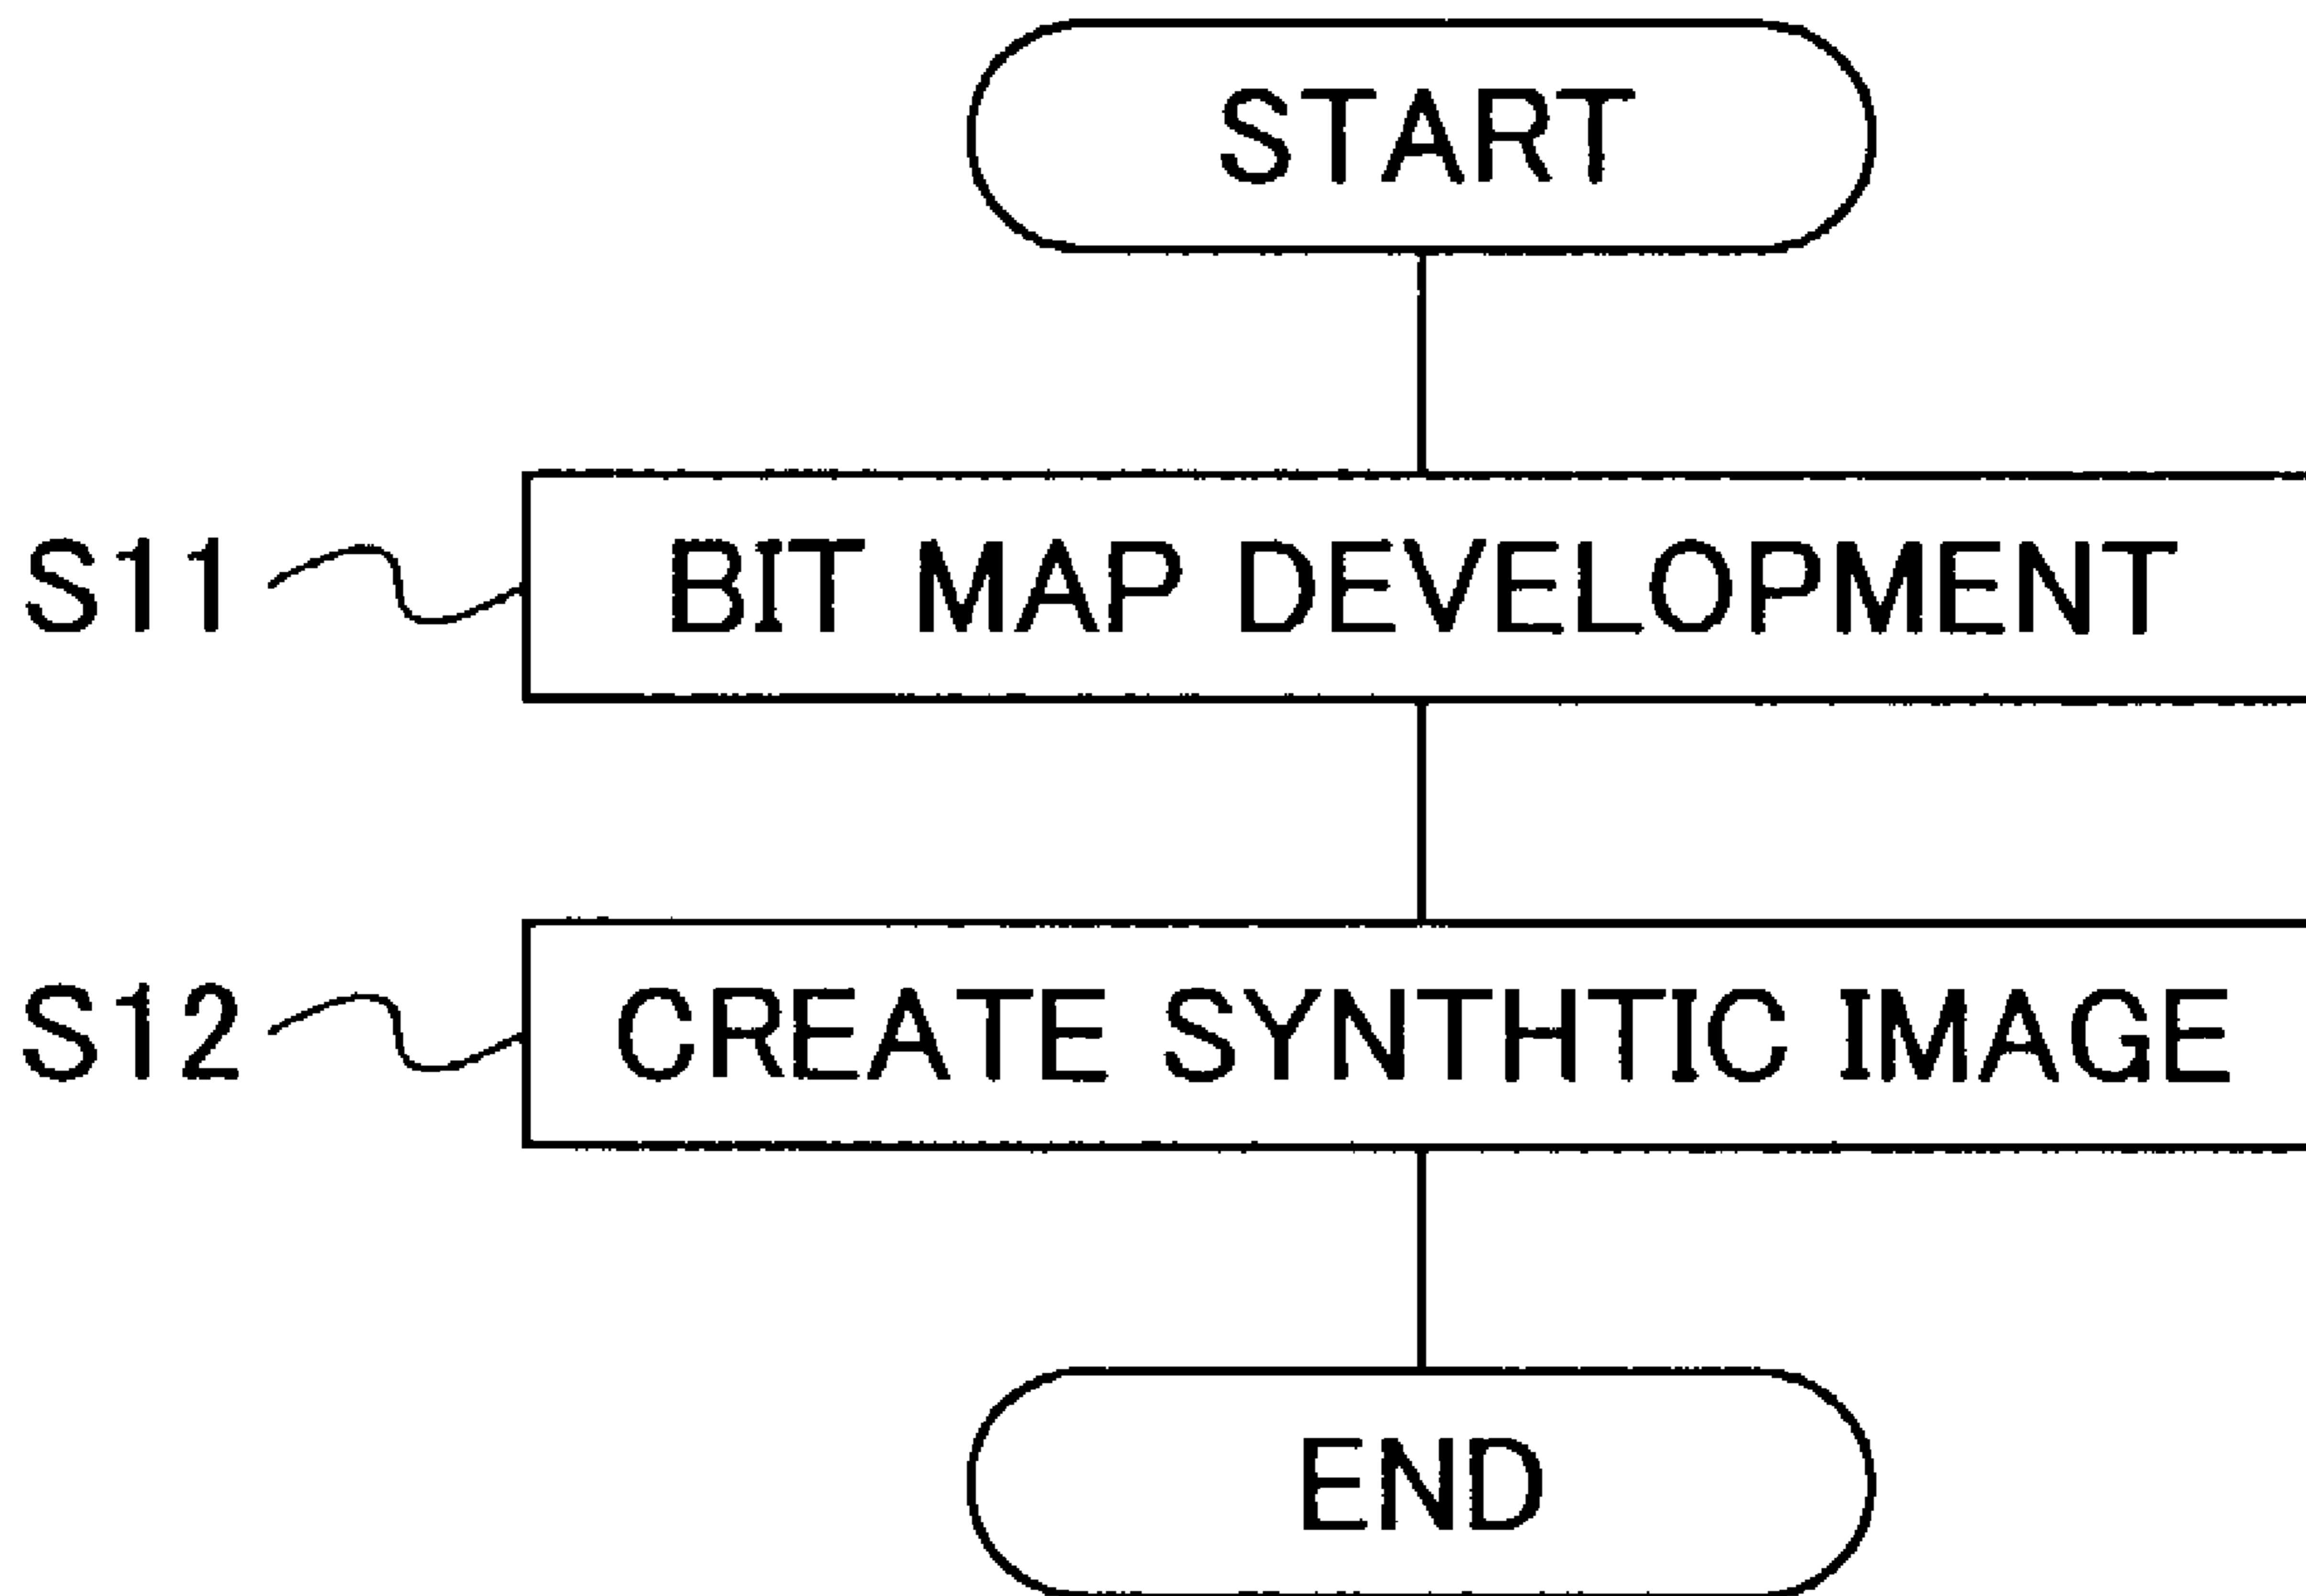 START
S11 BIT MAP DEVELOPMENT
S12 CREATE SYNTHTIC IMAGE
END